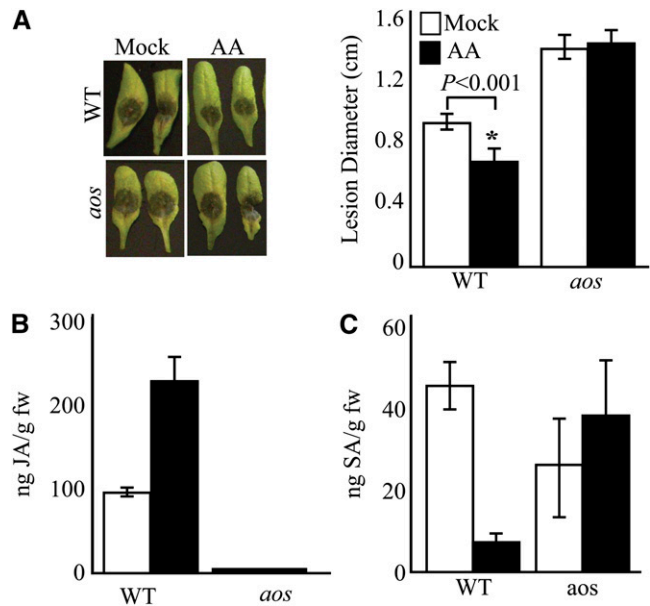 A
Mock AA
WT
aos
Lesion Diameter (cm)
1.6
1.2
0.8
0.4
0
Mock
AA
P<0.001
*
WT aos
B
ng JA/g fw
300
200
100
0
WT aos
C
ng SA/g fw
60
40
20
0
WT aos